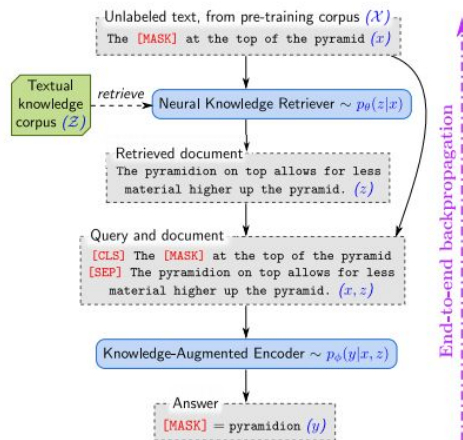 Unlabeled text, from pre-training corpus (𝒳)
The [MASK] at the top of the pyramid (x)
Textual
knowledge
corpus (𝒵)
retrieve
Neural Knowledge Retriever ~ pθ(z|x)
Retrieved document
The pyramidion on top allows for less
material higher up the pyramid. (z)
Query and document
[CLS] The [MASK] at the top of the pyramid
[SEP] The pyramidion on top allows for less
material higher up the pyramid. (x, z)
Knowledge-Augmented Encoder ~ pϕ(y|x, z)
Answer
[MASK] = pyramidion (y)
End-to-end backpropagation